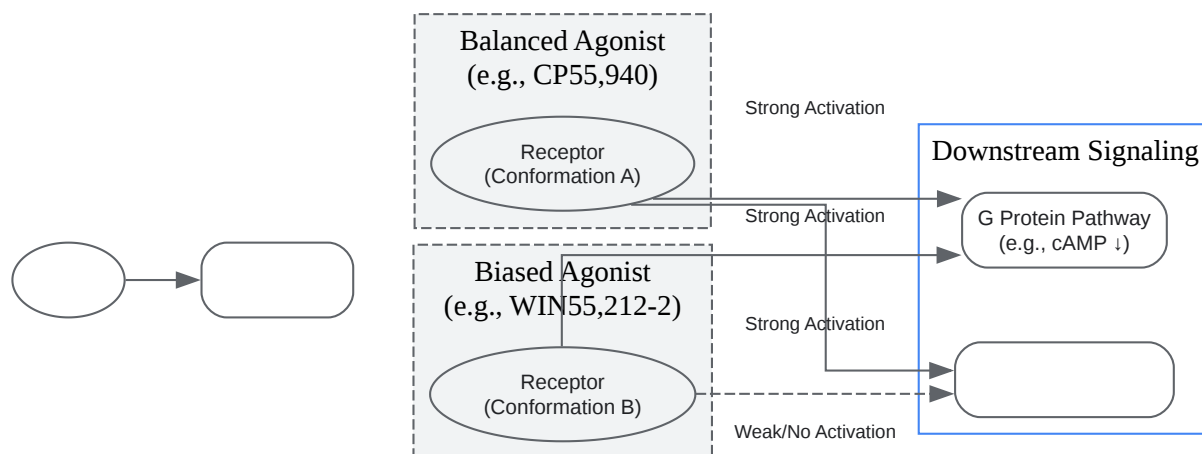 Balanced Agonist
(e.g., CP55,940)
Receptor
(Conformation A)
Strong Activation
Strong Activation
Downstream Signaling
G Protein Pathway
(e.g., cAMP ↓)
Biased Agonist
(e.g., WIN55,212-2)
Receptor
(Conformation B)
Strong Activation
Weak/No Activation